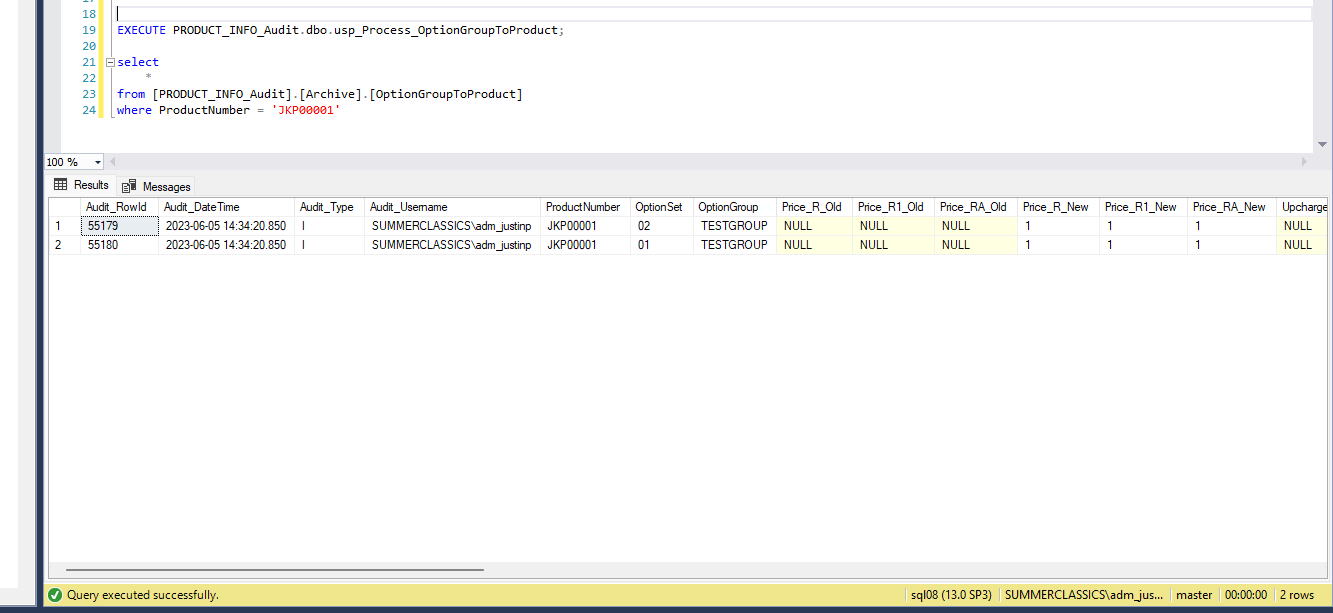 18
19 EXECUTE PRODUCT_INFO_Audit.dbo.usp_Process_OptionGroupToProduct;
20
21 select
22 *
23 from [PRODUCT_INFO_Audit].[Archive].[OptionGroupToProduct]
24 where ProductNumber = 'JKP00001'
100 %
Results Messages
Audit_RowId Audit_DateTime Audit_Type Audit_Username ProductNumber OptionSet OptionGroup Price_R_Old Price_R1_Old Price_RA_Old Price_R_New Price_R1_New Price_RA_New Upcharge
1 55179 2023-06-05 14:34:20.850 I SUMMERCLASSICS\adm_justinp JKP00001 02 TESTGROUP NULL NULL NULL 1 1 1 NULL
2 55180 2023-06-05 14:34:20.850 I SUMMERCLASSICS\adm_justinp JKP00001 01 TESTGROUP NULL NULL NULL 1 1 1 NULL
Query executed successfully. sql08 (13.0 SP3) SUMMERCLASSICS\adm_jus... master 00:00:00 2 rows